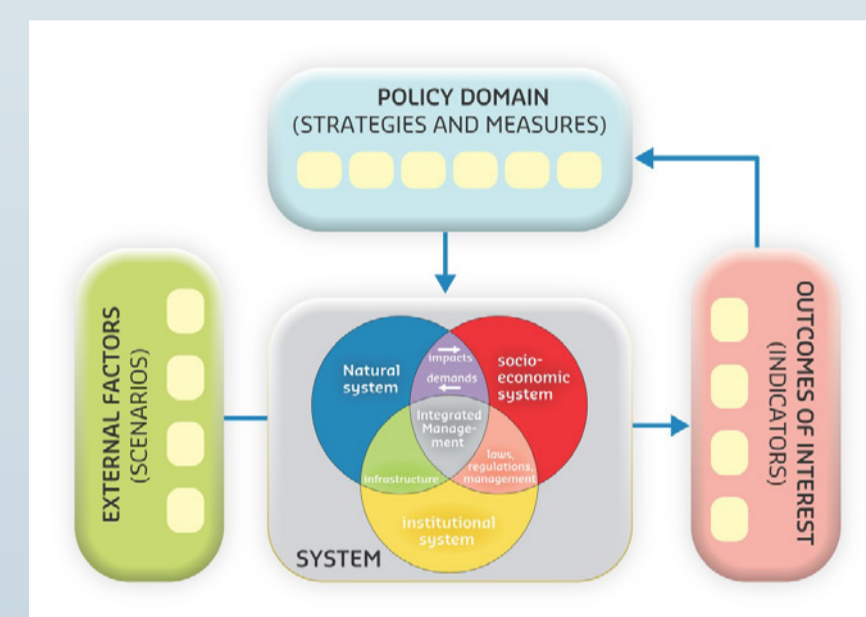 POLICY DOMAIN
(STRATEGIES AND MEASURES)
EXTERNAL FACTORS
(SCENARIOS)
Natural
system
impacts
demands
socio-
economic
system
Integrated
Manage-
ment
infrastructure
laws,
regulations,
management
institutional
system
SYSTEM
OUTCOMES OF INTEREST
(INDICATORS)